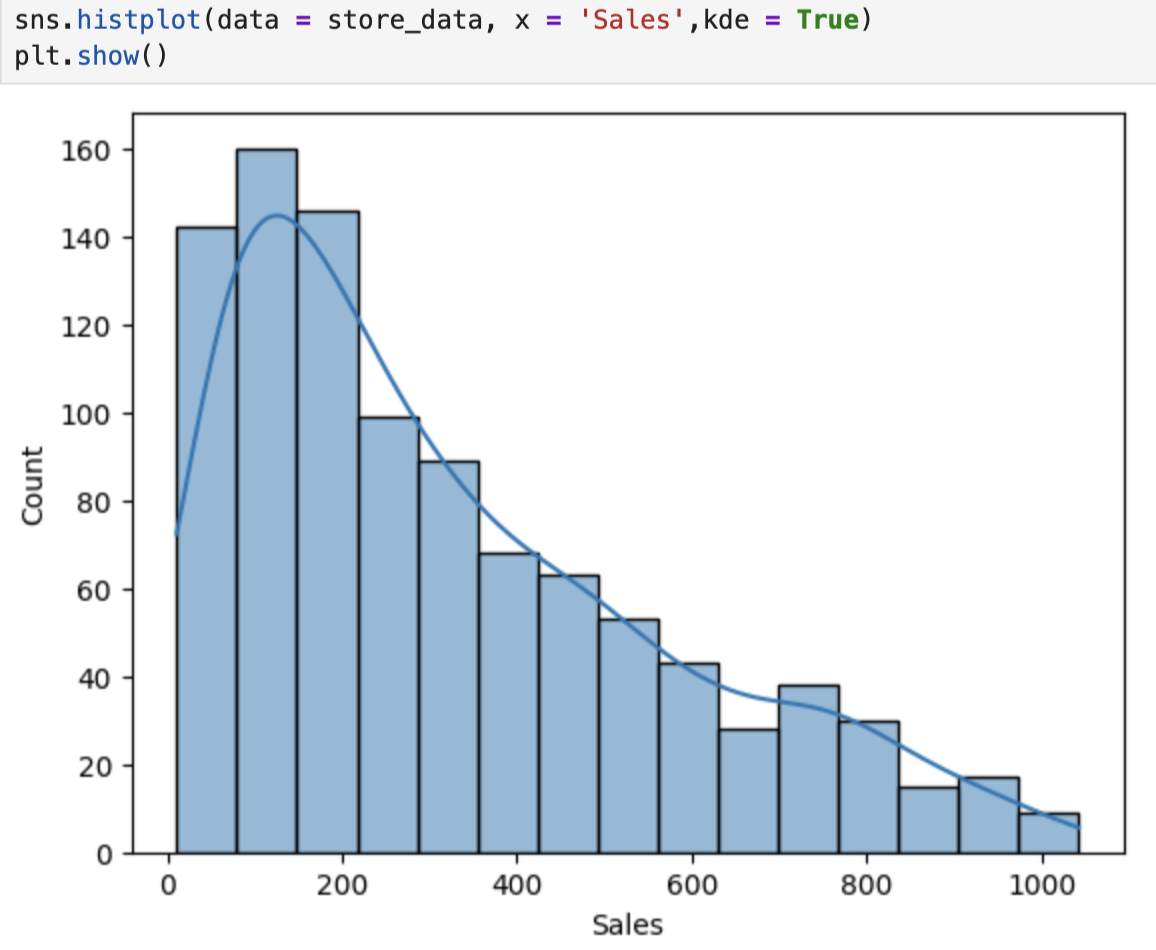 sns.histplot(data = store_data, x = 'Sales',kde = True)
plt.show()
160
140
120
100
80
60
40
20
0
Count
0 200 400 600 800 1000
Sales